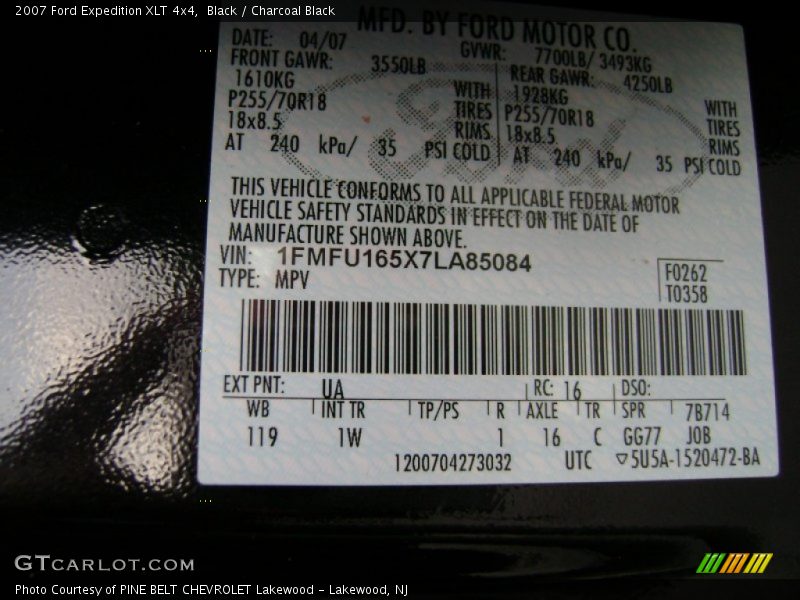 2007 Ford Expedition XLT 4x4,  Black / Charcoal Black
MFD. BY FORD MOTOR CO.
DATE: 04/07 GVWR: 7700LB/ 3493KG
FRONT GAWR: 3550LB REAR GAWR: 4250LB
1610KG WITH 1928KG WITH
P255/70R18 TIRES P255/70R18 TIRES
18x8.5 RIMS 18x8.5 RIMS
AT 240 kPa/ 35 PSI COLD AT 240 kPa/ 35 PSI COLD
THIS VEHICLE CONFORMS TO ALL APPLICABLE FEDERAL MOTOR
VEHICLE SAFETY STANDARDS IN EFFECT ON THE DATE OF
MANUFACTURE SHOWN ABOVE.
VIN: 1FMFU165X7LA85084
TYPE: MPV
F0262
T0358
EXT PNT: UA RC: 16 DSO:
WB INT TR TP/PS R AXLE TR SPR 7B714
119 1W 1 16 C GG77 JOB
1200704273032 UTC ▽5U5A-1520472-BA
Ford
GTCARLOT.COM
Photo Courtesy of PINE BELT CHEVROLET Lakewood - Lakewood, NJ